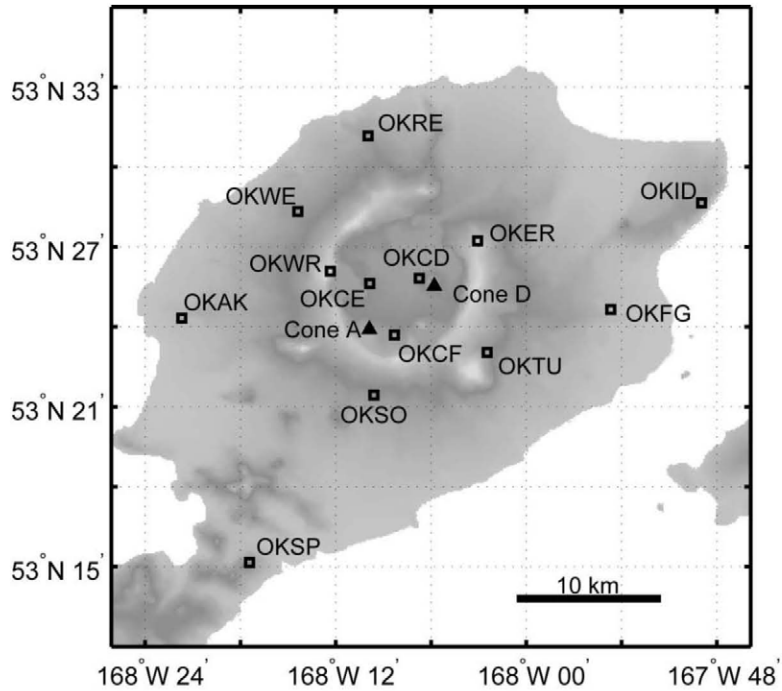 53°N 33'
OKRE
OKWE
OKID
53°N 27'
OKER
OKWR
OKCD
OKCE
Cone D
OKAK
OKFG
Cone A
OKCF
OKTU
53°N 21'
OKSO
OKSP
53°N 15'
10 km
168°W 24' 168°W 12' 168°W 00' 167°W 48'